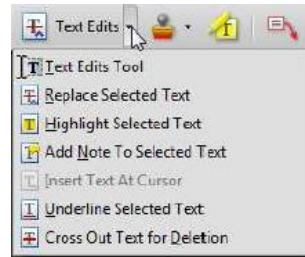 Text Edits
Text Edits Tool
Replace Selected Text
Highlight Selected Text
Add Note To Selected Text
Insert Text At Cursor
Underline Selected Text
Cross Out Text for Deletion